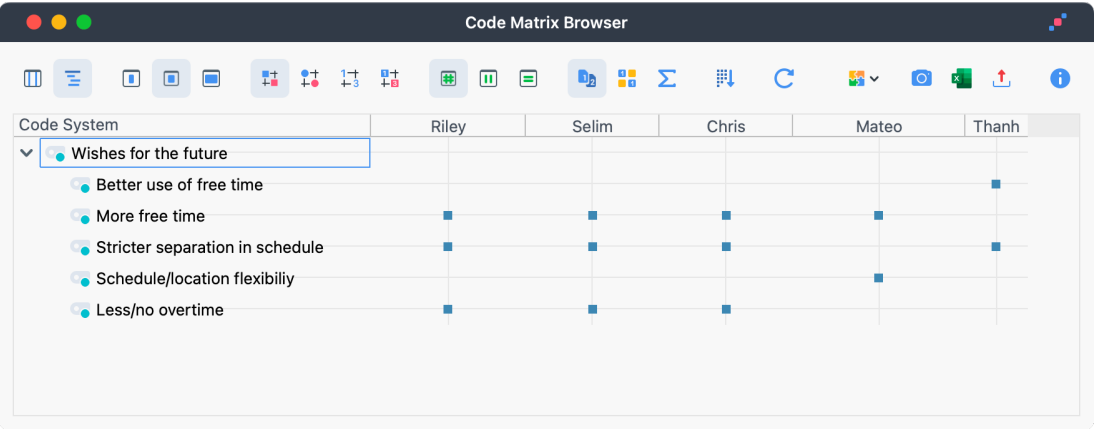 Code Matrix Browser
Code System Riley Selim Chris Mateo Thanh
Wishes for the future
Better use of free time
More free time
Stricter separation in schedule
Schedule/location flexibiliy
Less/no overtime